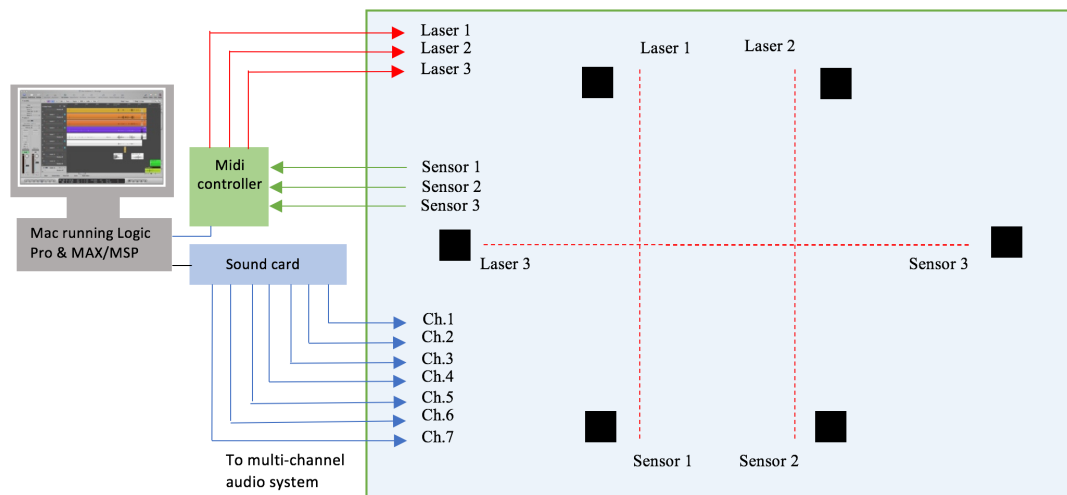 Laser 1
Laser 2
Laser 3
Laser 1
Laser 2
Midi
controller
Sensor 1
Sensor 2
Sensor 3
Mac running Logic
Pro & MAX/MSP
Sound card
Laser 3
Sensor 3
Ch.1
Ch.2
Ch.3
Ch.4
Ch.5
Ch.6
Ch.7
To multi-channel
audio system
Sensor 1
Sensor 2